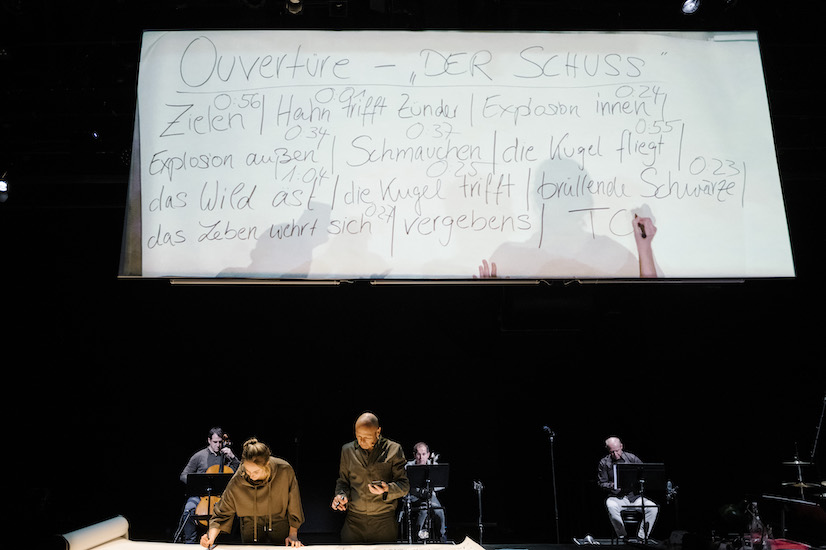 Ouvertüre – „DER SCHUSS“
0:56 0:01 0:24
Zielen | Hahn trifft Zünder | Explosion innen |
0:34 0:37 0:55
Explosion außen | Schmauchen | die Kugel fliegt |
1:04 0:25 0:23
das Wild äst | die Kugel trifft | brüllende Schwärze |
0:27
das Leben wehrt sich | vergebens | TO